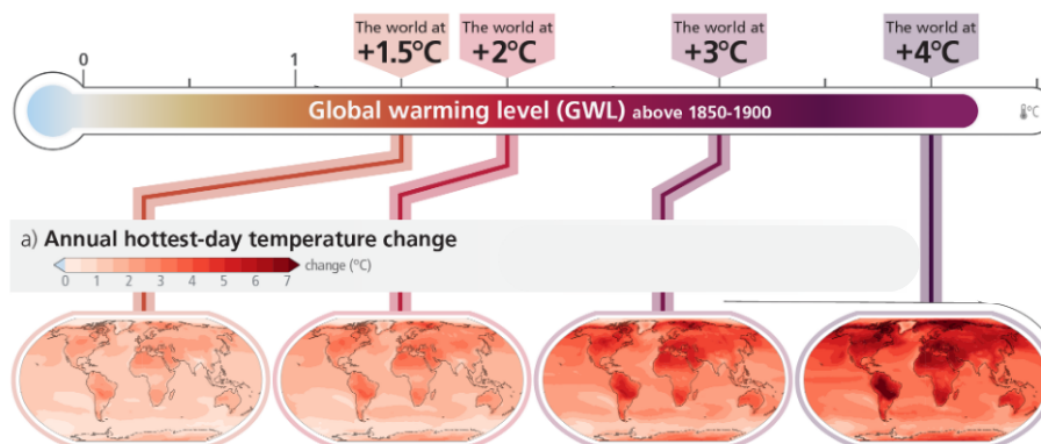 The world at
+1.5°C
The world at
+2°C
The world at
+3°C
The world at
+4°C
0
1
Global warming level (GWL) above 1850-1900
°C
a) Annual hottest-day temperature change
change (°C)
0 1 2 3 4 5 6 7